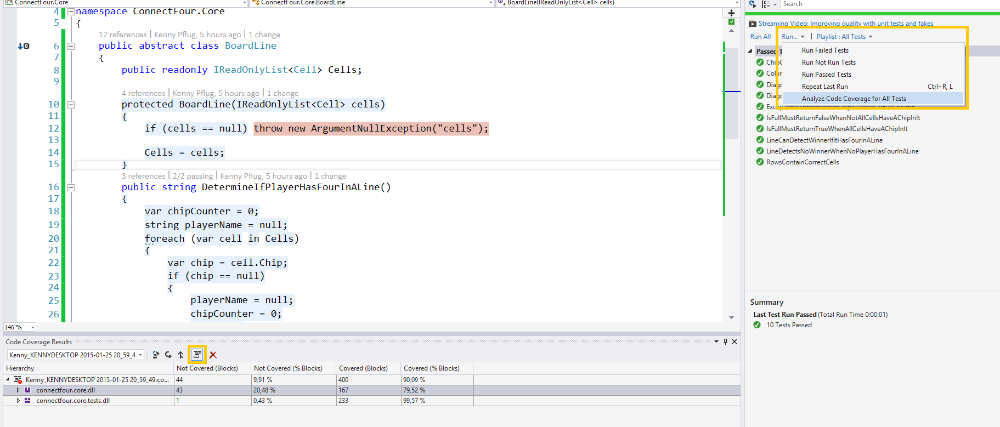 ConnectFour.Core
ConnectFour.Core.BoardLine
BoardLine(IReadOnlyList<Cell> cells)
4 namespace ConnectFour.Core
5 {
12 references | Kenny Pflug, 5 hours ago | 1 change
6 public abstract class BoardLine
7 {
8 public readonly IReadOnlyList<Cell> Cells;
9
4 references | Kenny Pflug, 5 hours ago | 1 change
10 protected BoardLine(IReadOnlyList<Cell> cells)
11 {
12 if (cells == null) throw new ArgumentNullException("cells");
13
14 Cells = cells;
15 }
3 references | 2/2 passing | Kenny Pflug, 5 hours ago | 1 change
16 public string DetermineIfPlayerHasFourInALine()
17 {
18 var chipCounter = 0;
19 string playerName = null;
20 foreach (var cell in Cells)
21 {
22 var chip = cell.Chip;
23 if (chip == null)
24 {
25 playerName = null;
26 chipCounter = 0;
146 %
Code Coverage Results
Kenny_KENNYDESKTOP 2015-01-25 20_59_4
Hierarchy Not Covered (Blocks) Not Covered (% Blocks) Covered (Blocks) Covered (% Blocks)
Kenny_KENNYDESKTOP 2015-01-25 20_59_49.co... 44 9,91 % 400 90,09 %
connectfour.core.dll 43 20,48 % 167 79,52 %
connectfour.core.tests.dll 1 0,43 % 233 99,57 %
Search
Streaming Video: Improving quality with unit tests and fakes
Run All Run... | Playlist : All Tests
Run Failed Tests
Run Not Run Tests
Run Passed Tests
Repeat Last Run Ctrl+R, L
Analyze Code Coverage for All Tests
Passed T
Colu
Diag
Diag
IsFullMustReturnFalseWhenNotAllCellsHaveAChipInIt
IsFullMustReturnTrueWhenAllCellsHaveAChipInIt
LineCanDetectWinnerIfItHasFourInALine
LineDetectsNoWinnerWhenNoPlayerHasFourInALine
RowsContainCorrectCells
Summary
Last Test Run Passed (Total Run Time 0:00:01)
10 Tests Passed